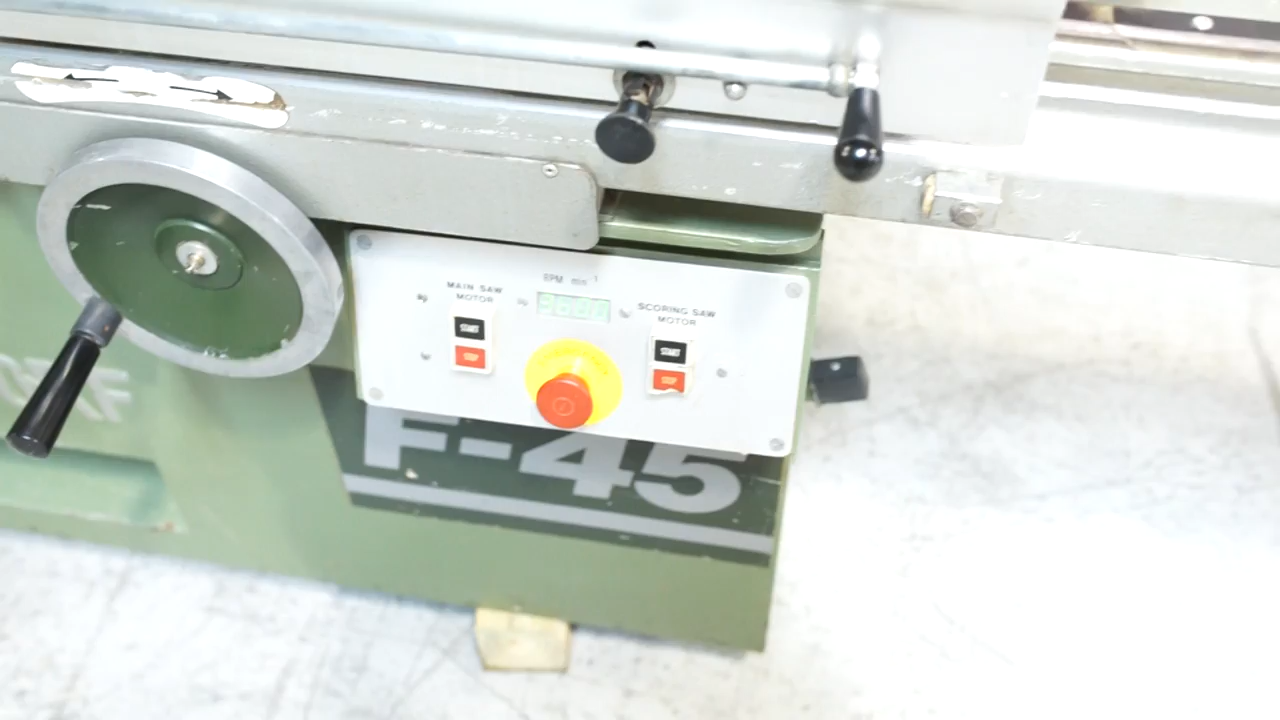 RPM min⁻¹
MAIN SAW
MOTOR
SCORING SAW
MOTOR
START
STOP
START
STOP
F-45